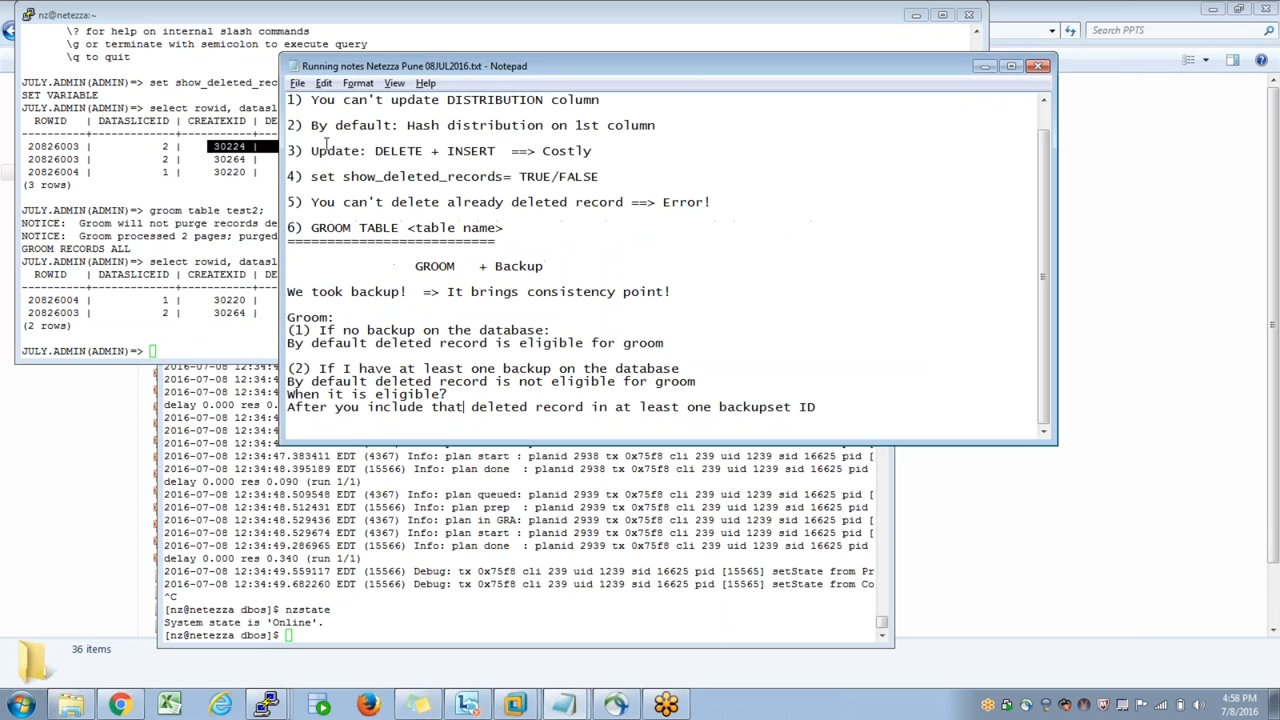 nz@netezza:~
\? for help on internal slash commands
\g or terminate with semicolon to execute query
\q to quit
JULY.ADMIN(ADMIN)=> set show_deleted_rec
SET VARIABLE
JULY.ADMIN(ADMIN)=> select rowid, datasl
ROWID | DATASLICEID | CREATEXID | DE
20826003 | 2 | 30224 |
20826003 | 2 | 30264 |
20826004 | 1 | 30220 |
(3 rows)
JULY.ADMIN(ADMIN)=> groom table test2;
NOTICE: Groom will not purge records de
NOTICE: Groom processed 2 pages; purged
GROOM RECORDS ALL
JULY.ADMIN(ADMIN)=> select rowid, datasl
ROWID | DATASLICEID | CREATEXID | DE
20826004 | 1 | 30220 |
20826003 | 2 | 30264 |
(2 rows)
JULY.ADMIN(ADMIN)=>
Search PPTS
Running notes Netezza Pune 08JUL2016.txt - Notepad
File Edit Format View Help
1) You can't update DISTRIBUTION column
2) By default: Hash distribution on 1st column
3) Update: DELETE + INSERT ==> Costly
4) set show_deleted_records= TRUE/FALSE
5) You can't delete already deleted record ==> Error!
6) GROOM TABLE <table name>
==========================
GROOM + Backup
We took backup! => It brings consistency point!
Groom:
(1) If no backup on the database:
By default deleted record is eligible for groom
(2) If I have at least one backup on the database
By default deleted record is not eligible for groom
When it is eligible?
After you include that deleted record in at least one backupset ID
2016-07-08 12:34:47.383411 EDT (4367) Info: plan start : planid 2938 tx 0x75f8 cli 239 uid 1239 sid 16625 pid [
2016-07-08 12:34:48.395189 EDT (15566) Info: plan done : planid 2938 tx 0x75f8 cli 239 uid 1239 sid 16625 pid
delay 0.000 res 0.090 (run 1/1)
2016-07-08 12:34:48.509548 EDT (4367) Info: plan queued: planid 2939 tx 0x75f8 cli 239 uid 1239 sid 16625 pid [
2016-07-08 12:34:48.512431 EDT (15566) Info: plan prep : planid 2939 tx 0x75f8 cli 239 uid 1239 sid 16625 pid
2016-07-08 12:34:48.529436 EDT (4367) Info: plan in GRA: planid 2939 tx 0x75f8 cli 239 uid 1239 sid 16625 pid [
2016-07-08 12:34:48.529674 EDT (4367) Info: plan start : planid 2939 tx 0x75f8 cli 239 uid 1239 sid 16625 pid [
2016-07-08 12:34:49.286965 EDT (15566) Info: plan done : planid 2939 tx 0x75f8 cli 239 uid 1239 sid 16625 pid
delay 0.000 res 0.340 (run 1/1)
2016-07-08 12:34:49.559117 EDT (15566) Debug: tx 0x75f8 cli 239 uid 1239 sid 16625 pid [15565] setState from Pr
2016-07-08 12:34:49.682260 EDT (15566) Debug: tx 0x75f8 cli 239 uid 1239 sid 16625 pid [15565] setState from Co
^C
[nz@netezza dbos]$ nzstate
System state is 'Online'.
[nz@netezza dbos]$
36 items
4:58 PM
7/8/2016